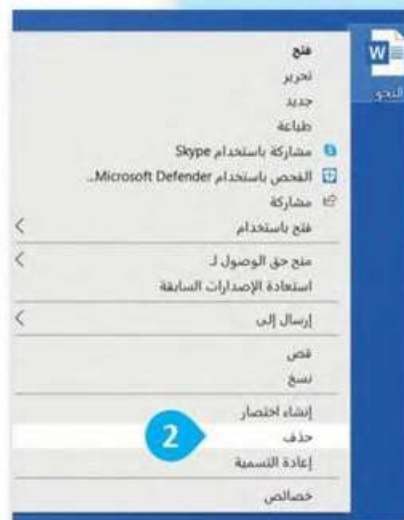 W
النحو
فتح
تحرير
جديد
طباعة
مشاركة باستخدام Skype
الفحص باستخدام Microsoft Defender...
مشاركة
فتح باستخدام
منح حق الوصول لـ
استعادة الإصدارات السابقة
إرسال إلى
قص
نسخ
إنشاء اختصار
2
حذف
إعادة التسمية
خصائص